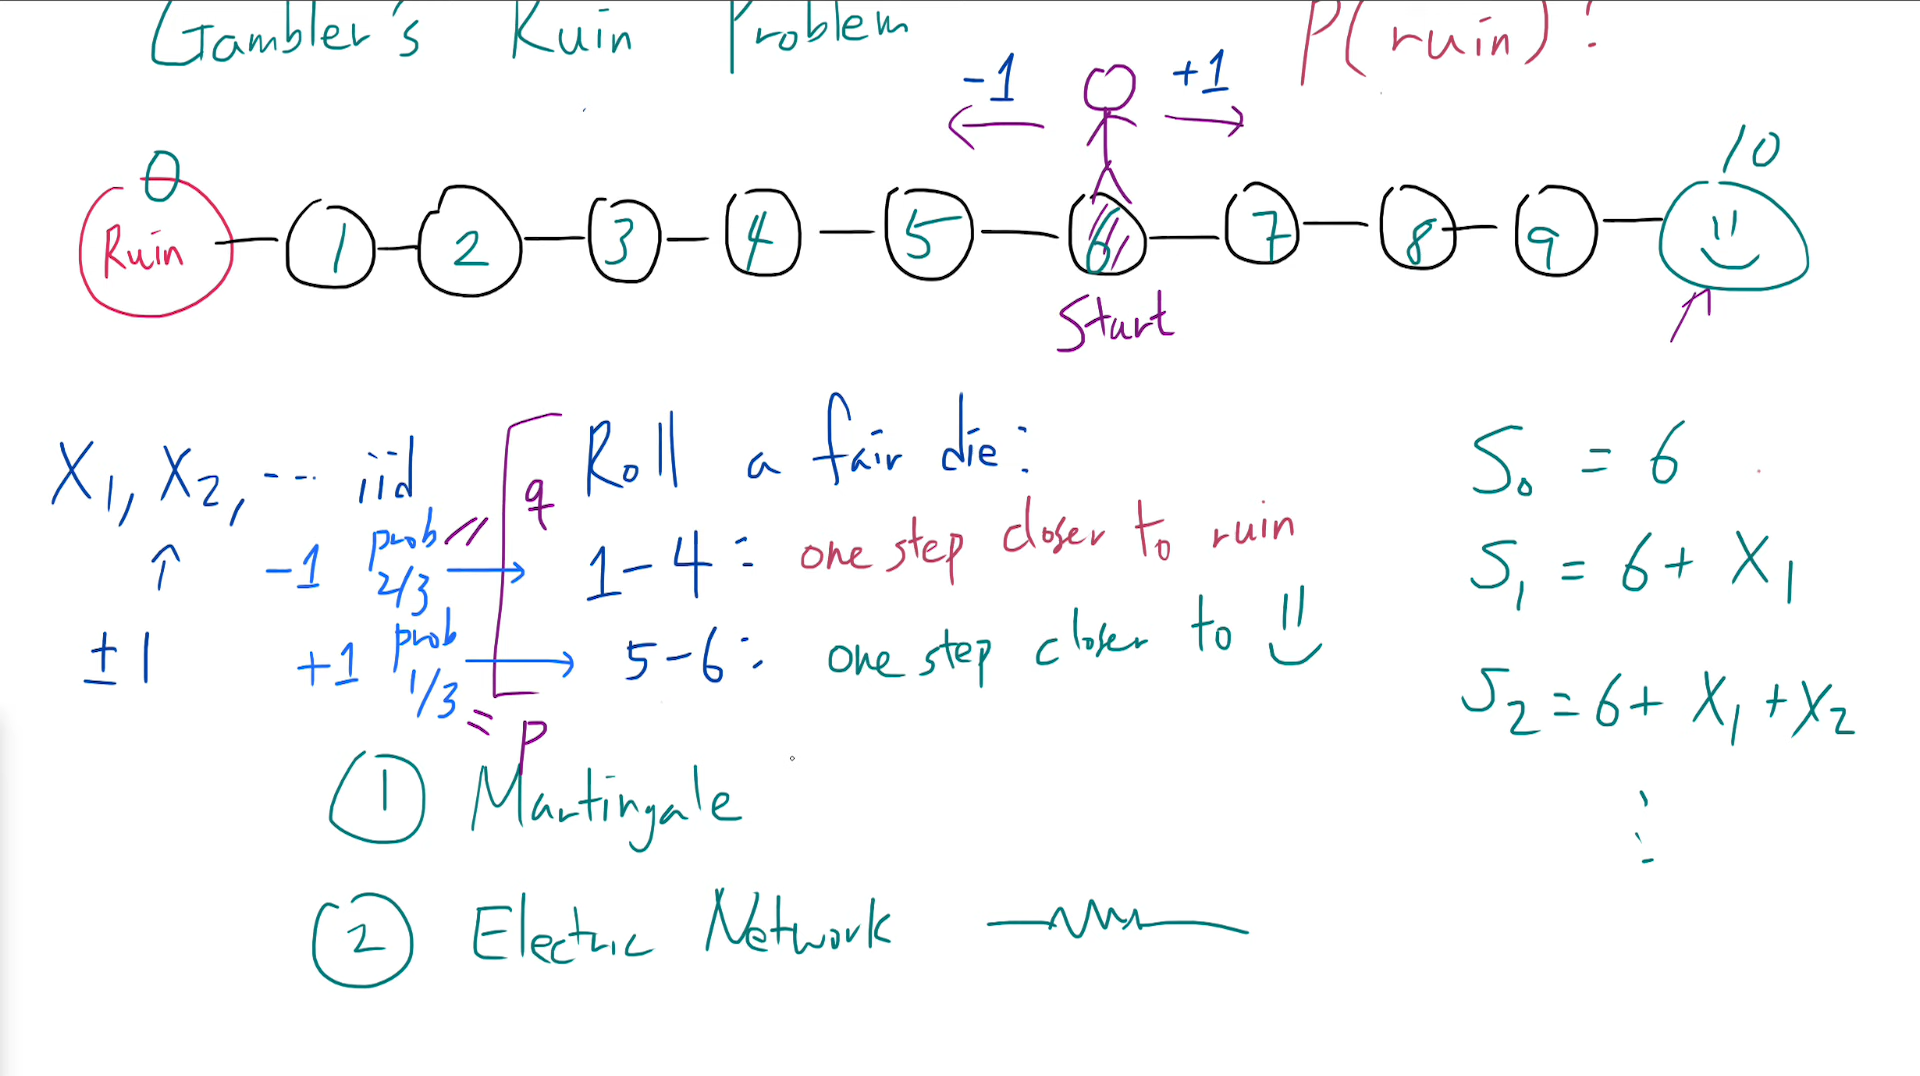 Gambler's Ruin Problem P(ruin)?
-1 +1
0 10
Ruin 1 2 3 4 5 6 7 8 9
Start
X1, X2, ... iid
±1
-1 prob 2/3 = q
+1 prob 1/3 = p
Roll a fair die:
1-4: one step closer to ruin
5-6: one step closer to
S0 = 6
S1 = 6 + X1
S2 = 6 + X1 + X2
⋮
1 Martingale
2 Electric Network